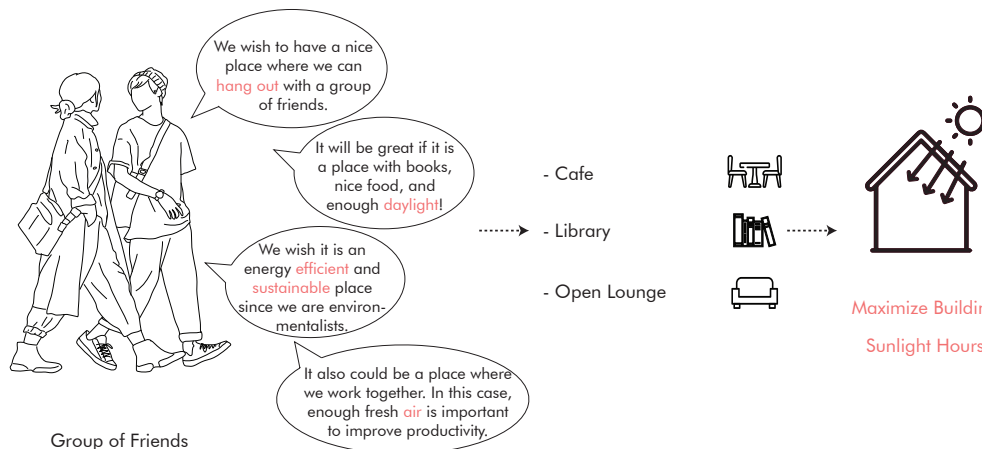 We wish to have a nice
place where we can
hang out with a group
of friends.
It will be great if it is
a place with books,
nice food, and
enough daylight!
We wish it is an
energy efficient and
sustainable place
since we are environ-
mentalists.
It also could be a place where
we work together. In this case,
enough fresh air is important
to improve productivity.
Group of Friends
- Cafe
- Library
- Open Lounge
Maximize Buildin
Sunlight Hours